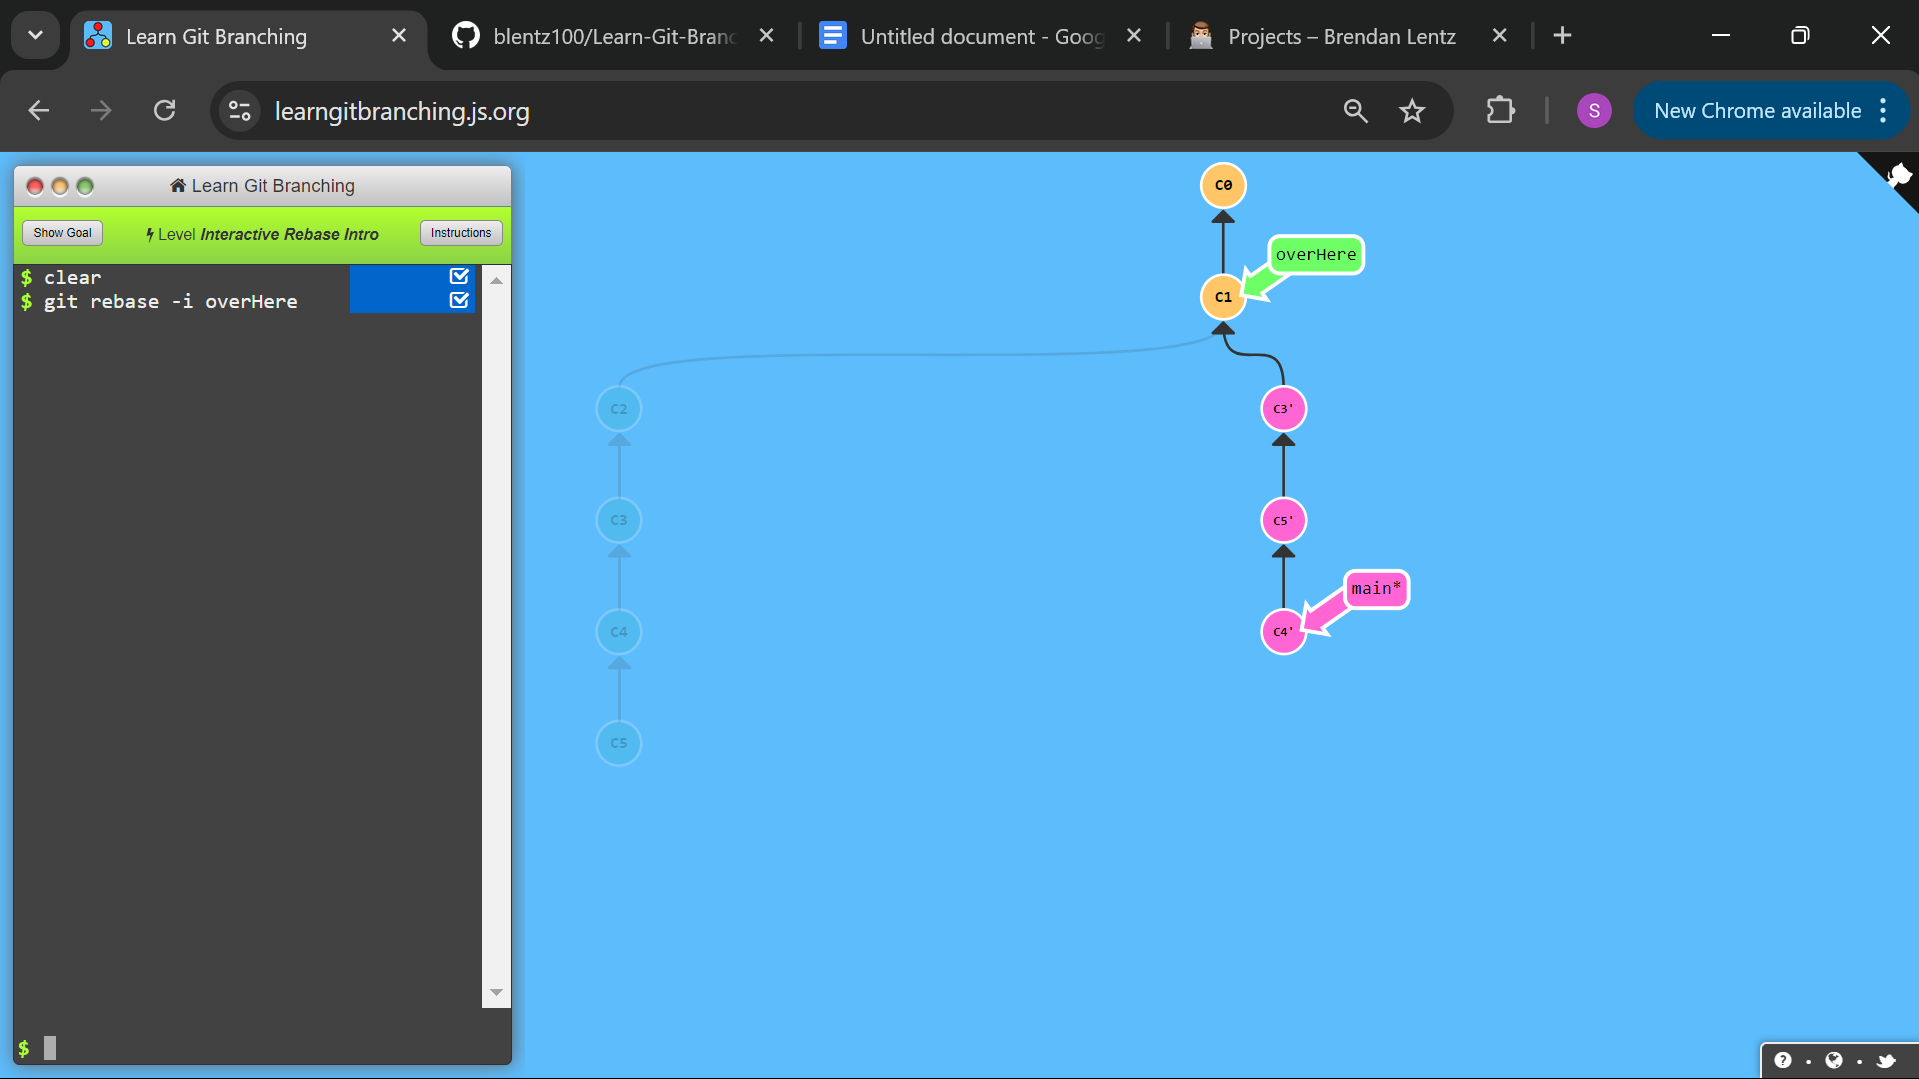 Learn Git Branching
blentz100/Learn-Git-Branc
Untitled document - Goog
Projects – Brendan Lentz
learngitbranching.js.org
S
New Chrome available
Learn Git Branching
Show Goal
Level Interactive Rebase Intro
Instructions
$ clear
$ git rebase -i overHere
$
C0
overHere
C1
C2
C3'
C3
C5'
main*
C4
C4'
C5
?